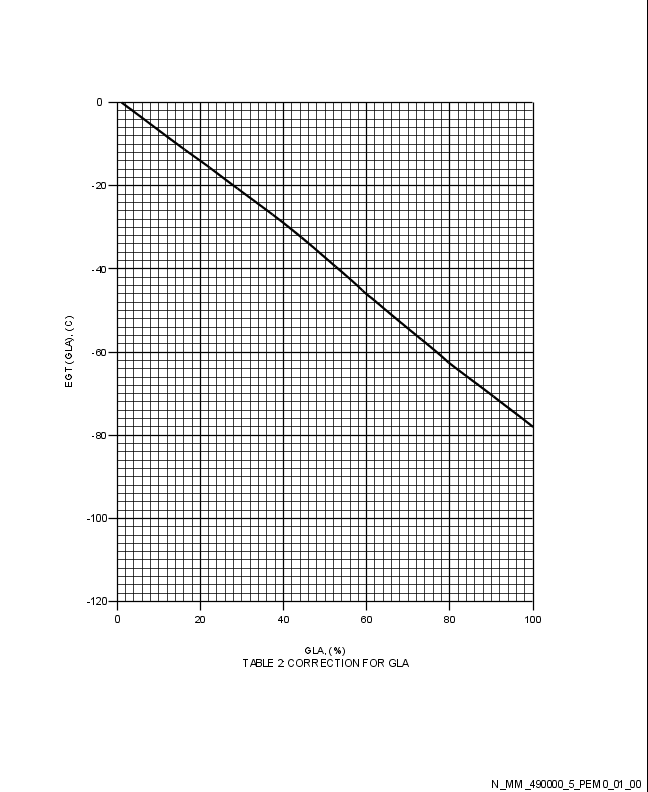 0
-20
-40
-60
-80
-100
-120
EGT (GLA), (C)
0 20 40 60 80 100
GLA, (%)
TABLE 2 CORRECTION FOR GLA
N_MM_490000_5_PEM0_01_00